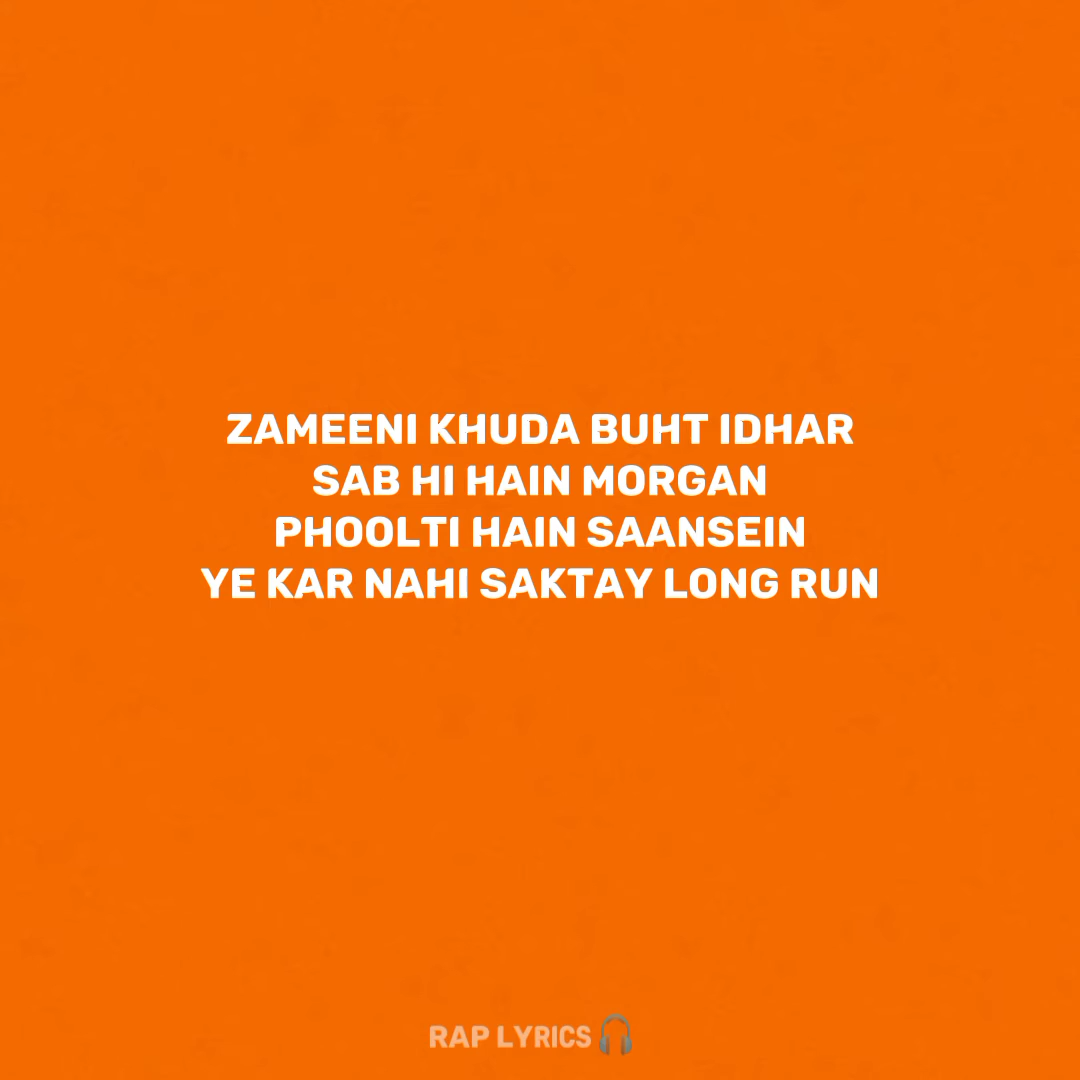 ZAMEENI KHUDA BUHT IDHAR
SAB HI HAIN MORGAN
PHOOLTI HAIN SAANSEIN
YE KAR NAHI SAKTAY LONG RUN
RAP LYRICS 🎧